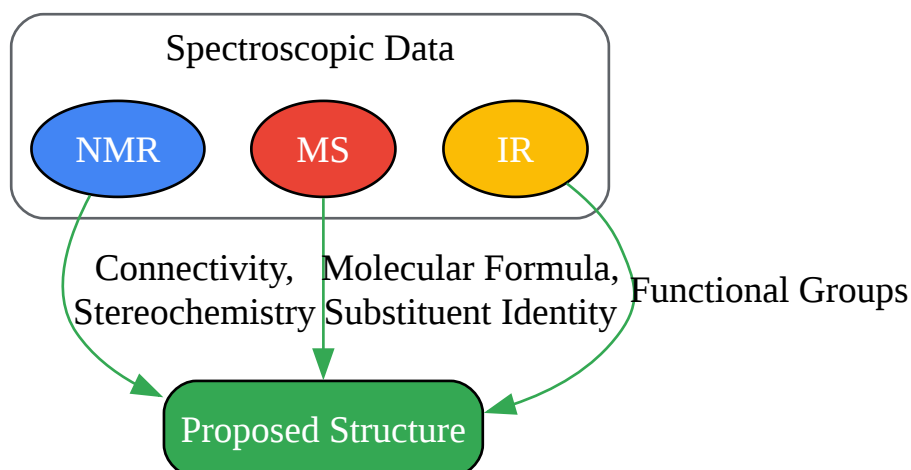 Spectroscopic Data
NMR
MS
IR
Connectivity,
Stereochemistry
Molecular Formula,
Substituent Identity
Functional Groups
Proposed Structure